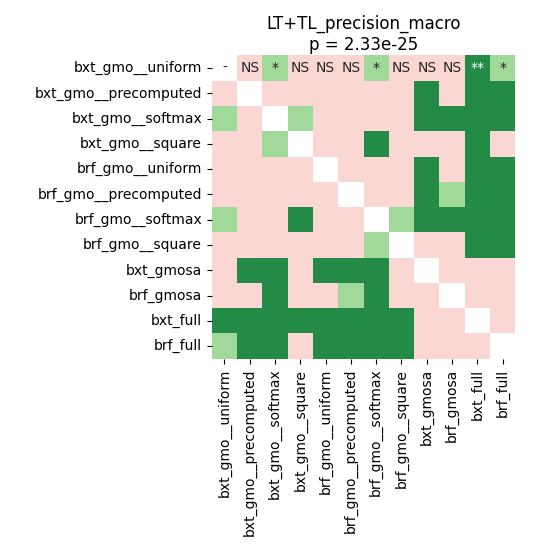 LT+TL_precision_macro
p = 2.33e-25
bxt_gmo__uniform
- NS * NS NS NS * NS NS NS ** *
bxt_gmo__precomputed
bxt_gmo__softmax
bxt_gmo__square
brf_gmo__uniform
brf_gmo__precomputed
brf_gmo__softmax
brf_gmo__square
bxt_gmosa
brf_gmosa
bxt_full
brf_full
bxt_gmo__uniform
bxt_gmo__precomputed
bxt_gmo__softmax
bxt_gmo__square
brf_gmo__uniform
brf_gmo__precomputed
brf_gmo__softmax
brf_gmo__square
bxt_gmosa
brf_gmosa
bxt_full
brf_full